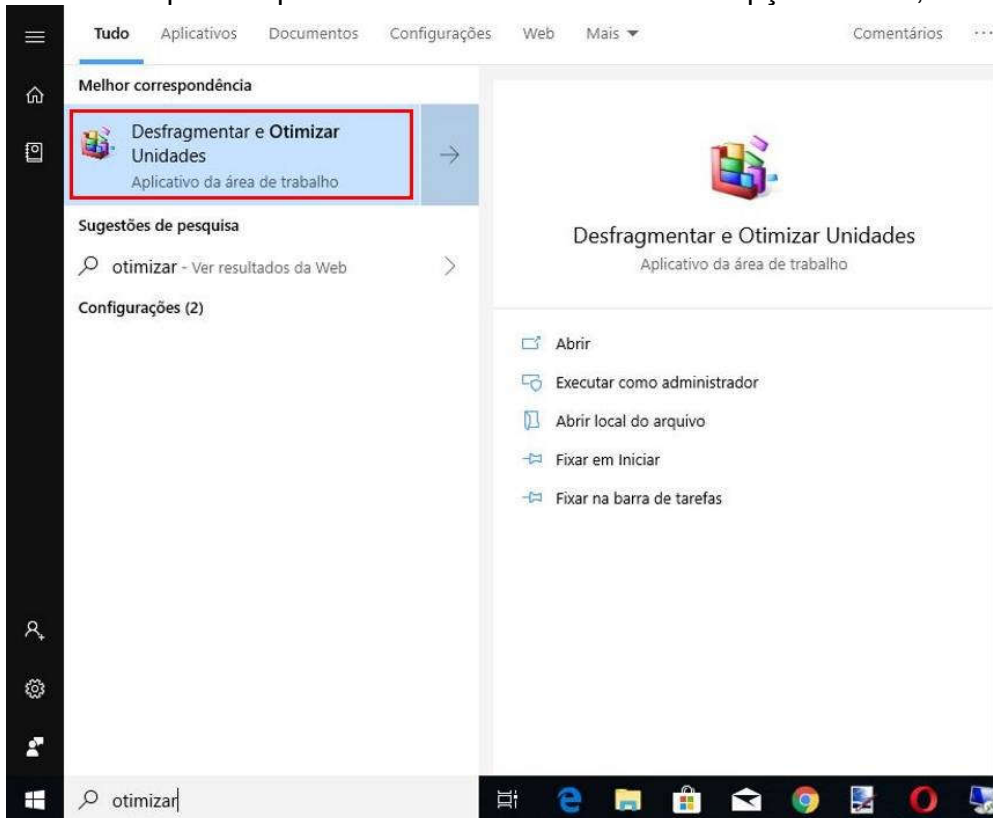 Tudo Aplicativos Documentos Configurações Web Mais Comentários ...
Melhor correspondência
Desfragmentar e Otimizar
Unidades
Aplicativo da área de trabalho
Sugestões de pesquisa
otimizar - Ver resultados da Web
Configurações (2)
Desfragmentar e Otimizar Unidades
Aplicativo da área de trabalho
Abrir
Executar como administrador
Abrir local do arquivo
Fixar em Iniciar
Fixar na barra de tarefas
otimizar